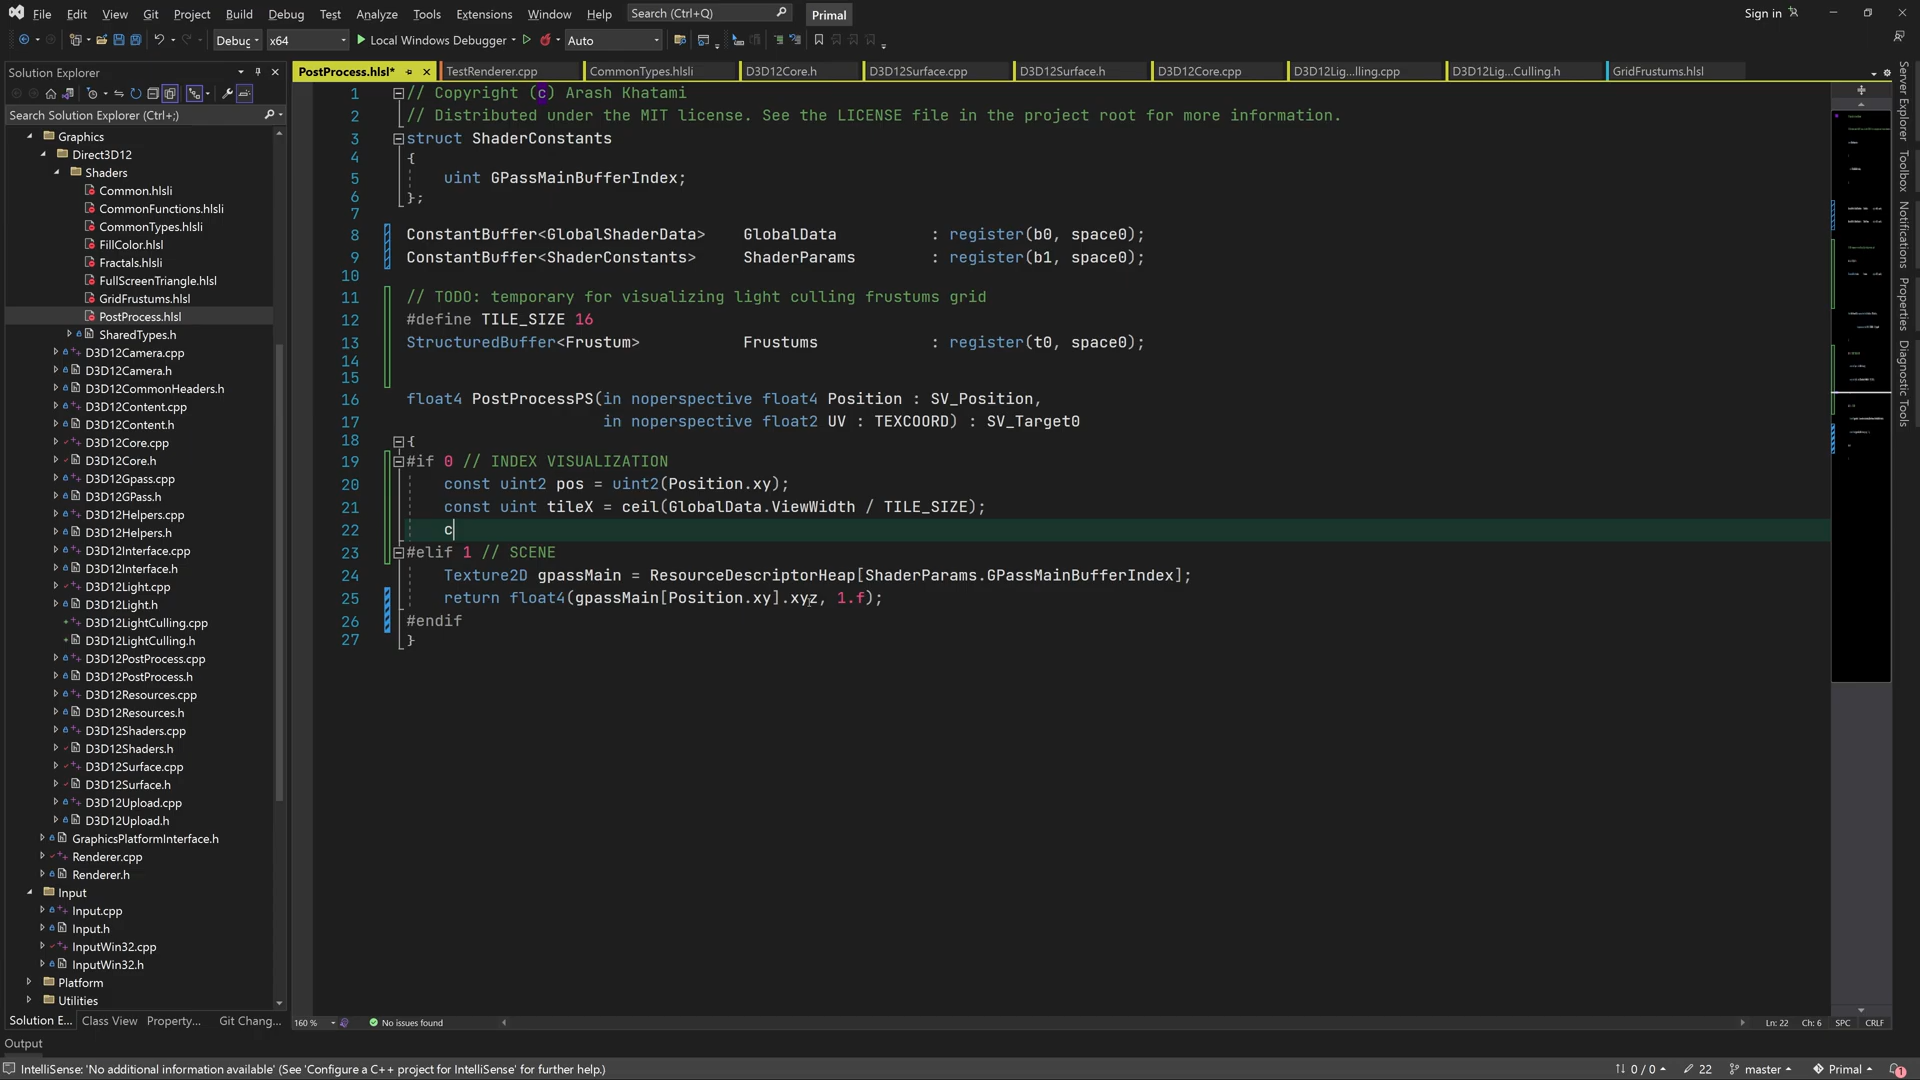 File Edit View Git Project Build Debug Test Analyze Tools Extensions Window Help Search (Ctrl+Q) Primal Sign in
Debug x64 Local Windows Debugger Auto
Solution Explorer
Search Solution Explorer (Ctrl+;)
Graphics
Direct3D12
Shaders
Common.hlsli
CommonFunctions.hlsli
CommonTypes.hlsli
FillColor.hlsl
Fractals.hlsli
FullScreenTriangle.hlsl
GridFrustums.hlsl
PostProcess.hlsl
SharedTypes.h
D3D12Camera.cpp
D3D12Camera.h
D3D12CommonHeaders.h
D3D12Content.cpp
D3D12Content.h
D3D12Core.cpp
D3D12Core.h
D3D12Gpass.cpp
D3D12GPass.h
D3D12Helpers.cpp
D3D12Helpers.h
D3D12Interface.cpp
D3D12Interface.h
D3D12Light.cpp
D3D12Light.h
D3D12LightCulling.cpp
D3D12LightCulling.h
D3D12PostProcess.cpp
D3D12PostProcess.h
D3D12Resources.cpp
D3D12Resources.h
D3D12Shaders.cpp
D3D12Shaders.h
D3D12Surface.cpp
D3D12Surface.h
D3D12Upload.cpp
D3D12Upload.h
GraphicsPlatformInterface.h
Renderer.cpp
Renderer.h
Input
Input.cpp
Input.h
InputWin32.cpp
InputWin32.h
Platform
Utilities
Solution E... Class View Property... Git Chang...
PostProcess.hlsl* TestRenderer.cpp CommonTypes.hlsli D3D12Core.h D3D12Surface.cpp D3D12Surface.h D3D12Core.cpp D3D12Lig...lling.cpp D3D12Lig...Culling.h GridFrustums.hlsl
1 // Copyright (c) Arash Khatami
2 // Distributed under the MIT license. See the LICENSE file in the project root for more information.
3 struct ShaderConstants
4 {
5 uint GPassMainBufferIndex;
6 };
7
8 ConstantBuffer<GlobalShaderData> GlobalData : register(b0, space0);
9 ConstantBuffer<ShaderConstants> ShaderParams : register(b1, space0);
10
11 // TODO: temporary for visualizing light culling frustums grid
12 #define TILE_SIZE 16
13 StructuredBuffer<Frustum> Frustums : register(t0, space0);
14
15
16 float4 PostProcessPS(in noperspective float4 Position : SV_Position,
17 in noperspective float2 UV : TEXCOORD) : SV_Target0
18 {
19 #if 0 // INDEX VISUALIZATION
20 const uint2 pos = uint2(Position.xy);
21 const uint tileX = ceil(GlobalData.ViewWidth / TILE_SIZE);
22 c
23 #elif 1 // SCENE
24 Texture2D gpassMain = ResourceDescriptorHeap[ShaderParams.GPassMainBufferIndex];
25 return float4(gpassMain[Position.xy].xyz, 1.f);
26 #endif
27 }
160 % No issues found Ln: 22 Ch: 6 SPC CRLF
Server Explorer
Toolbox
Notifications
Properties
Diagnostic Tools
Output
IntelliSense: 'No additional information available' (See 'Configure a C++ project for IntelliSense' for further help.) 0 / 0 22 master Primal 1